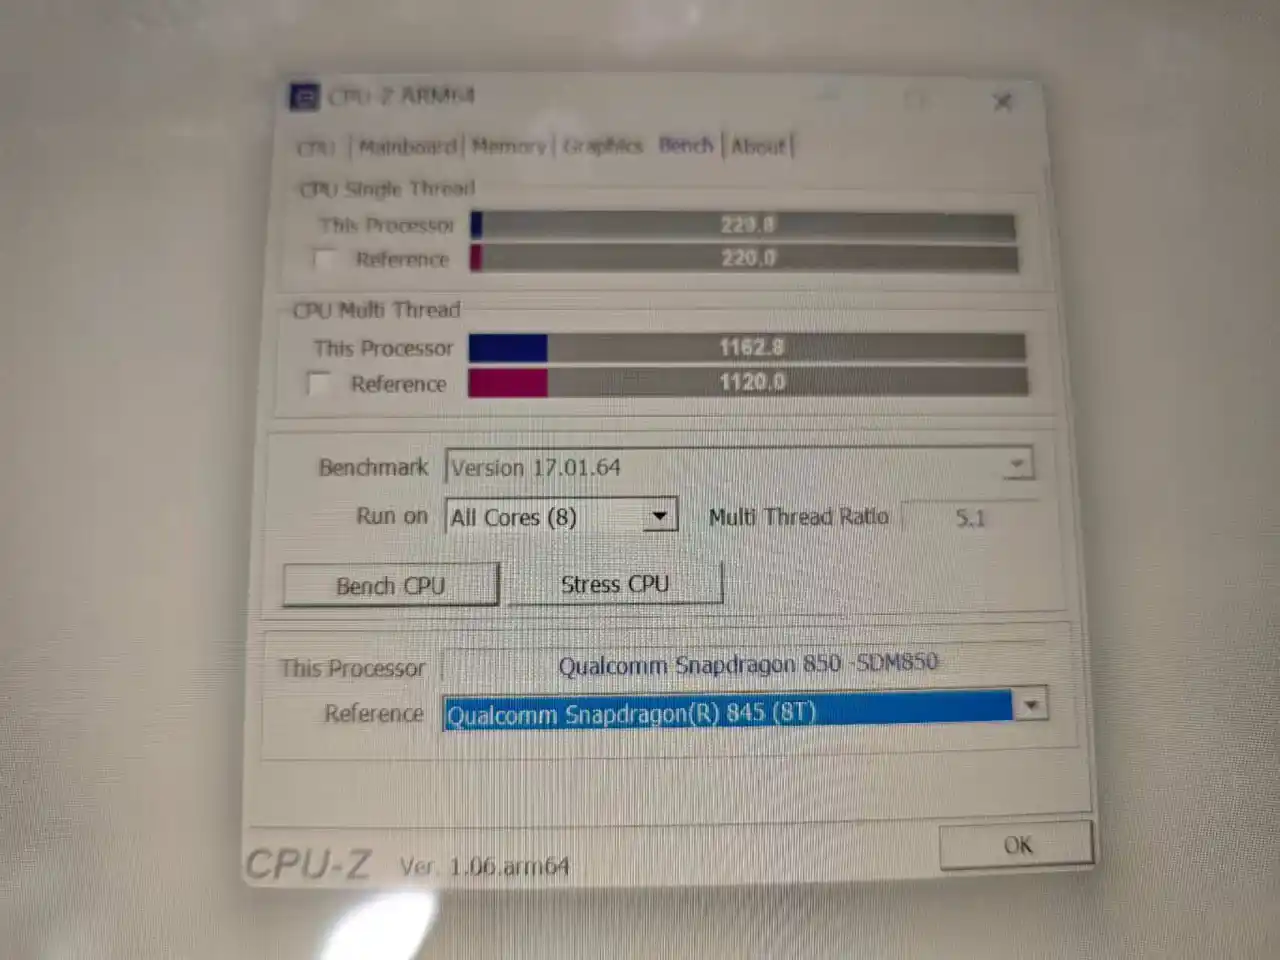 CPU-Z ARM64
CPU Mainboard Memory Graphics Bench About
CPU Single Thread
This Processor
Reference 220.0
CPU Multi Thread
This Processor 1162.8
Reference 1120.0
Benchmark Version 17.01.64
Run on All Cores (8) Multi Thread Ratio 5.1
Bench CPU Stress CPU
This Processor Qualcomm Snapdragon 850 -SDM850
Reference Qualcomm Snapdragon(R) 845 (8T)
CPU-Z Ver. 1.06.arm64 OK